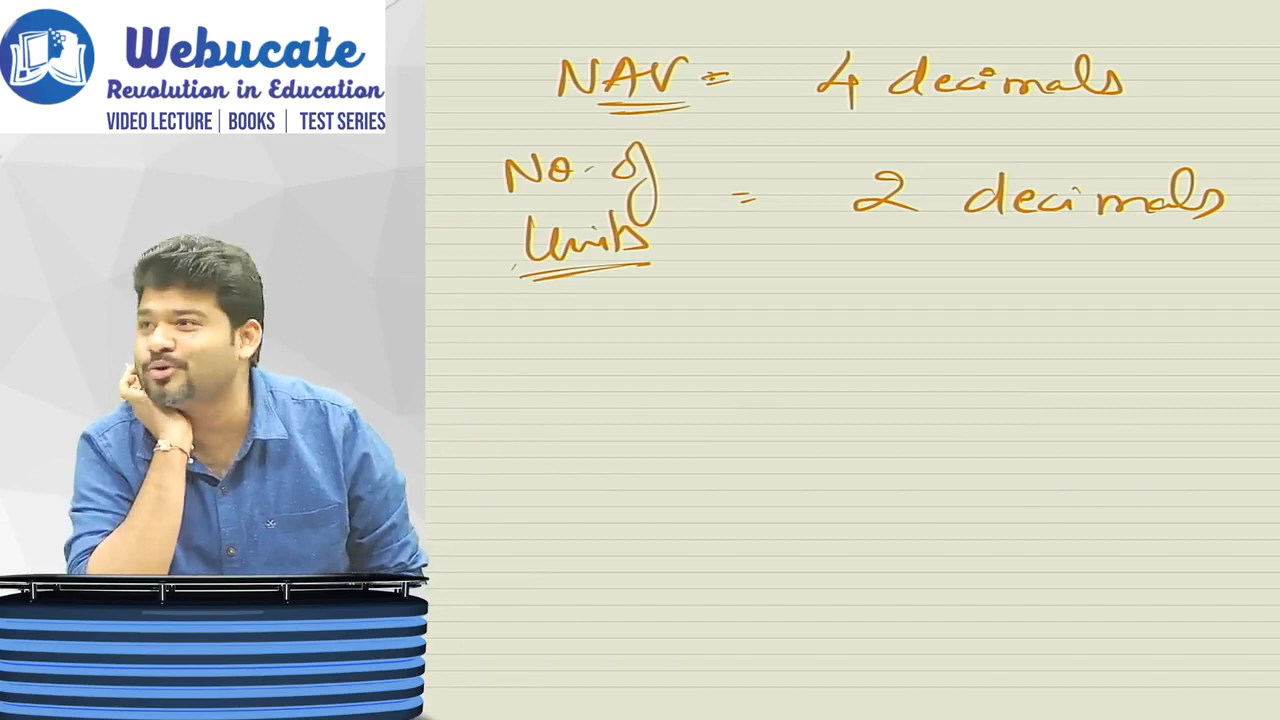 Webucate
Revolution in Education
VIDEO LECTURE | BOOKS | TEST SERIES
NAV = 4 decimals
No. of
Units = 2 decimals